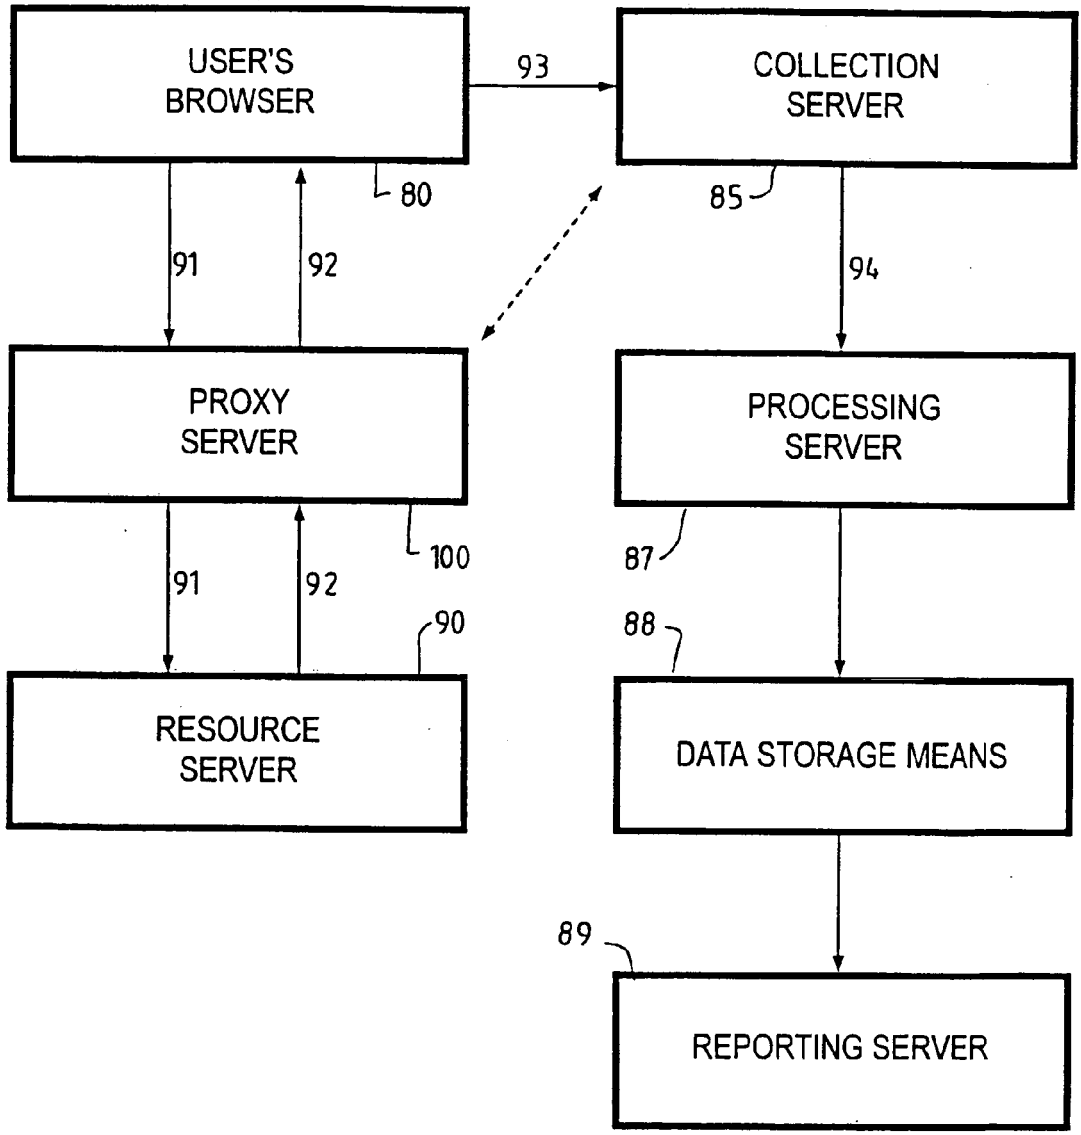 USER'S
BROWSER
93
COLLECTION
SERVER
80
85
91
92
94
PROXY
SERVER
PROCESSING
SERVER
100
87
91
92
90
88
RESOURCE
SERVER
DATA STORAGE MEANS
89
REPORTING SERVER